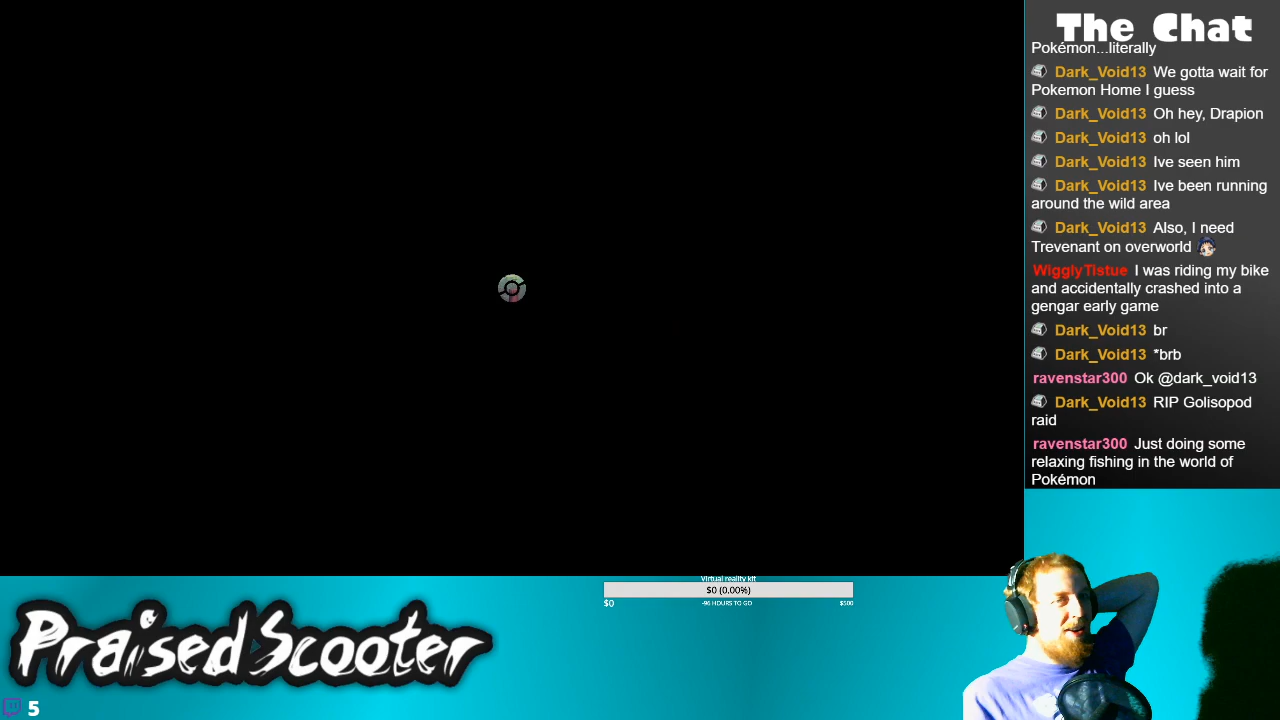 The Chat
Pokémon...literally
Dark_Void13 We gotta wait for
Pokemon Home I guess
Dark_Void13 Oh hey, Drapion
Dark_Void13 oh lol
Dark_Void13 Ive seen him
Dark_Void13 Ive been running
around the wild area
Dark_Void13 Also, I need
Trevenant on overworld
WigglyTistue I was riding my bike
and accidentally crashed into a
gengar early game
Dark_Void13 br
Dark_Void13 *brb
ravenstar300 Ok @dark_void13
Dark_Void13 RIP Golisopod
raid
ravenstar300 Just doing some
relaxing fishing in the world of
Pokémon
Virtual reality kit
$0 (0.00%)
$0 -96 HOURS TO GO $500
PraisedScooter
5